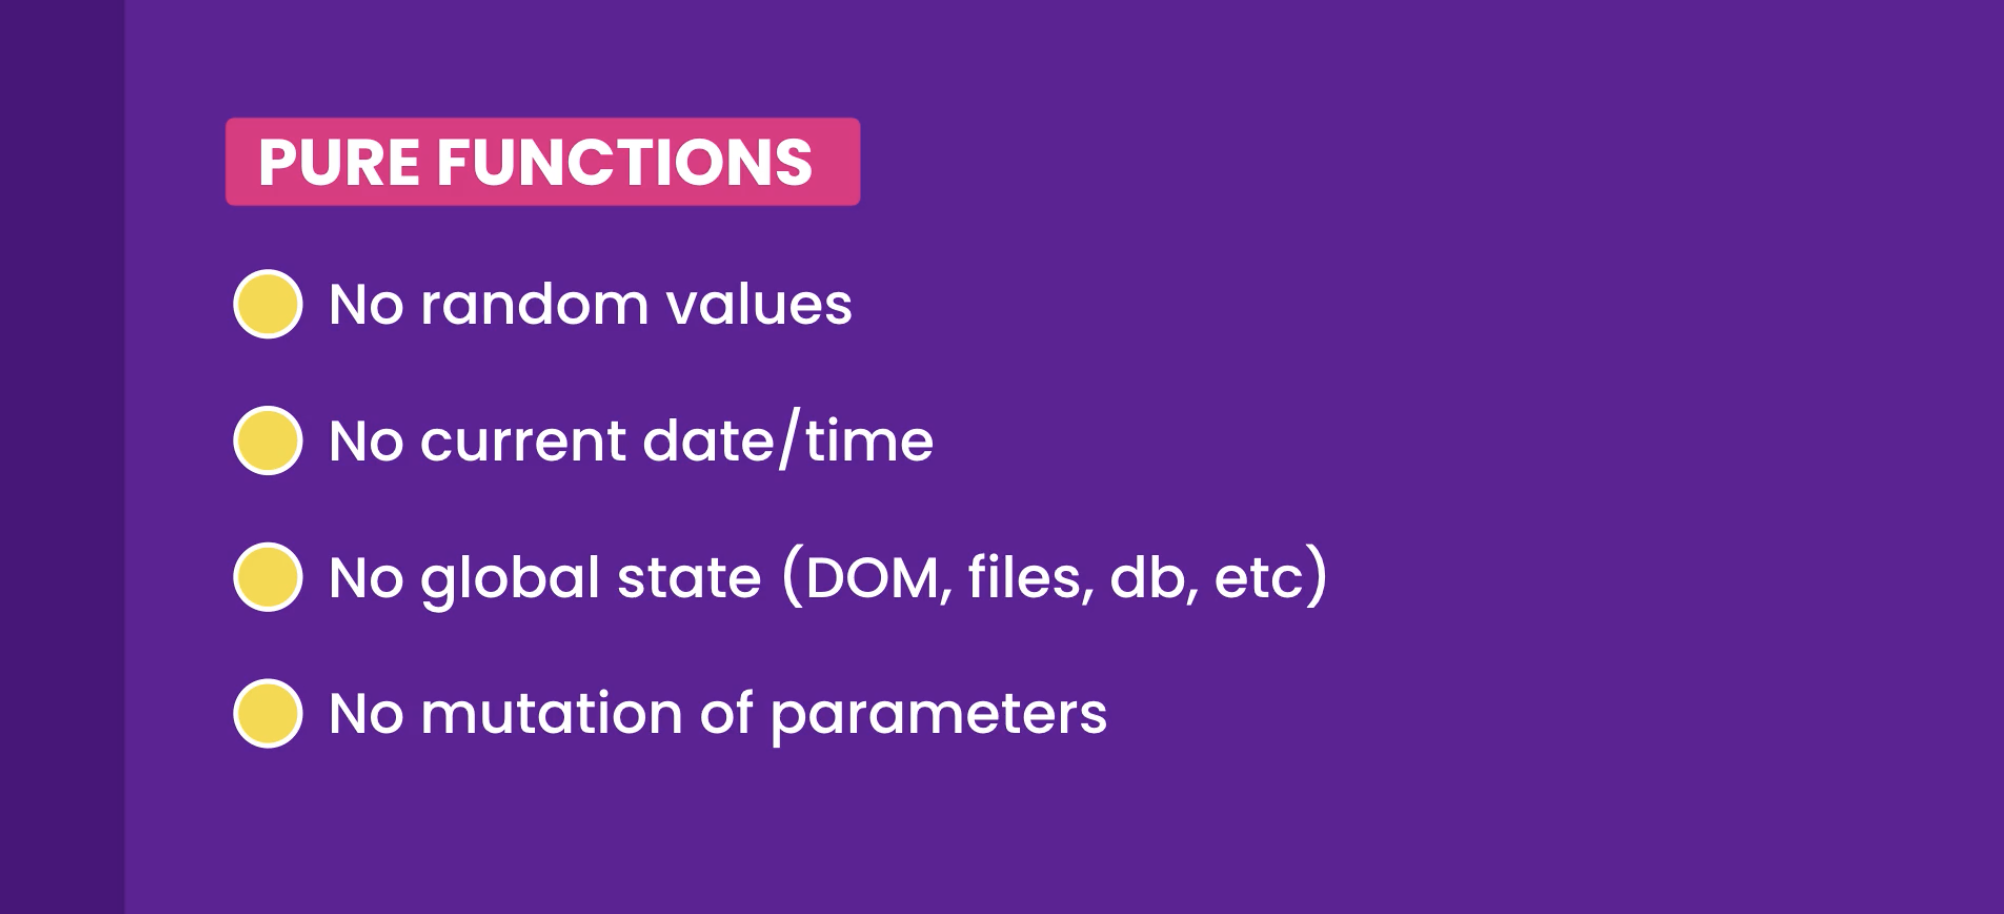 PURE FUNCTIONS
No random values
No current date/time
No global state (DOM, files, db, etc)
No mutation of parameters